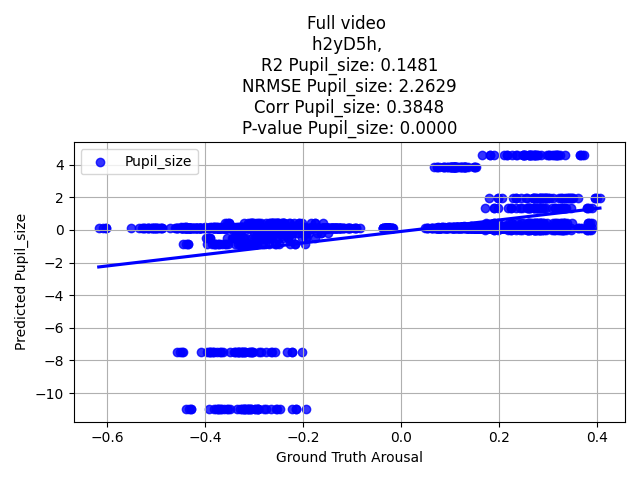 Full video
h2yD5h,
R2 Pupil_size: 0.1481
NRMSE Pupil_size: 2.2629
Corr Pupil_size: 0.3848
P-value Pupil_size: 0.0000
Pupil_size
Predicted Pupil_size
4
2
0
−2
−4
−6
−8
−10
−0.6
−0.4
−0.2
0.0
0.2
0.4
Ground Truth Arousal